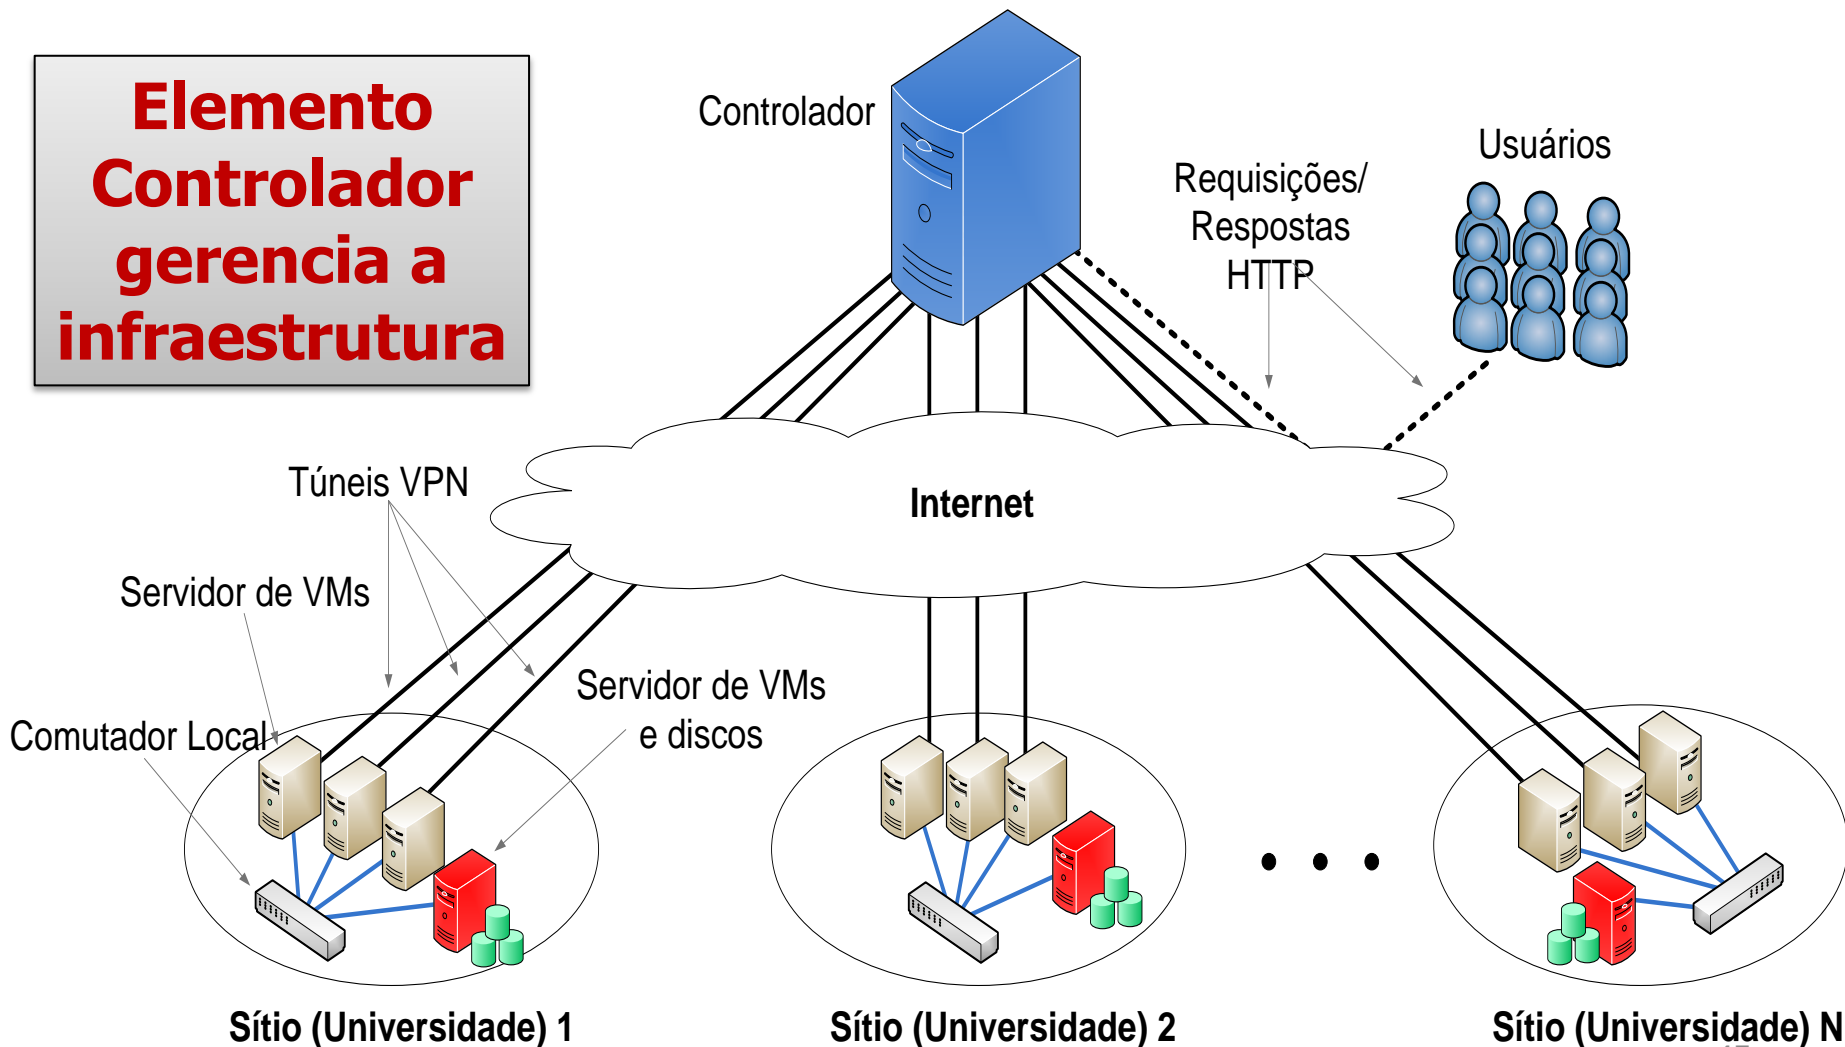 Elemento
Controlador
gerencia a
infraestrutura
Controlador
Requisições/
Respostas
HTTP
Usuários
Internet
Túneis VPN
Servidor de VMs
Comutador Local
Servidor de VMs
e discos
Sítio (Universidade) 1
Sítio (Universidade) 2
Sítio (Universidade) N